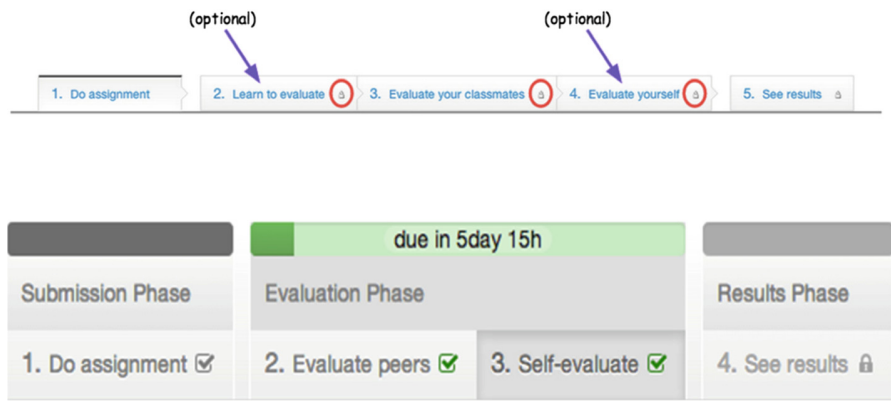 (optional) (optional)
1. Do assignment 2. Learn to evaluate 3. Evaluate your classmates 4. Evaluate yourself 5. See results
due in 5day 15h
Submission Phase Evaluation Phase Results Phase
1. Do assignment 2. Evaluate peers 3. Self-evaluate 4. See results